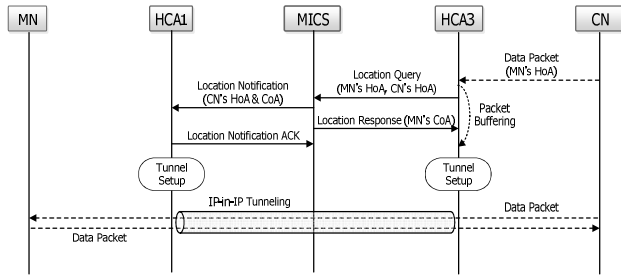 MN
HCA1
MICS
HCA3
CN
Data Packet
(MN's HoA)
Location Query
(MN's HoA, CN's HoA)
Location Notification
(CN's HoA & CoA)
Packet
Buffering
Location Response (MN's CoA)
Location Notification ACK
Tunnel
Setup
Tunnel
Setup
IP-in-IP Tunneling
Data Packet
Data Packet